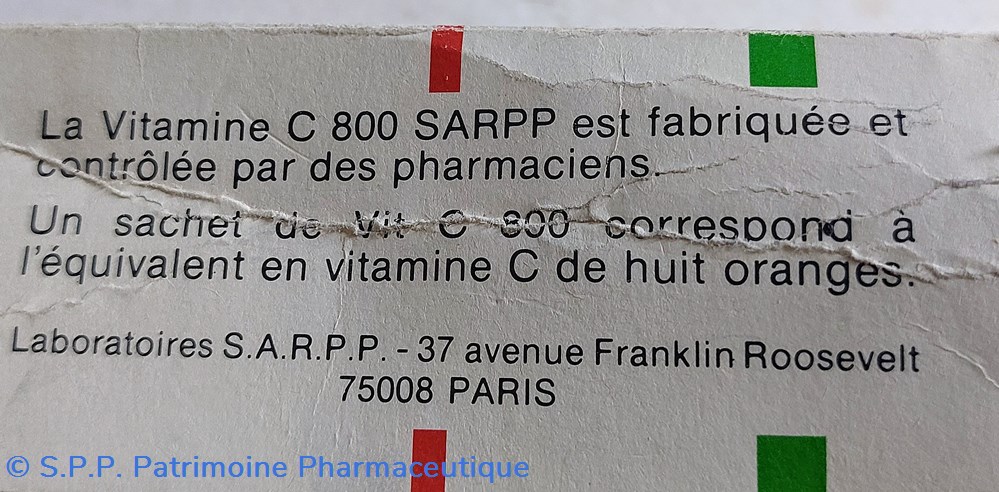 La Vitamine C 800 SARPP est fabriquée et
contrôlée par des pharmaciens.
Un sachet de Vit C 800 correspond à
l'équivalent en vitamine C de huit oranges.
Laboratoires S.A.R.P.P. - 37 avenue Franklin Roosevelt
75008 PARIS
© S.P.P. Patrimoine Pharmaceutique